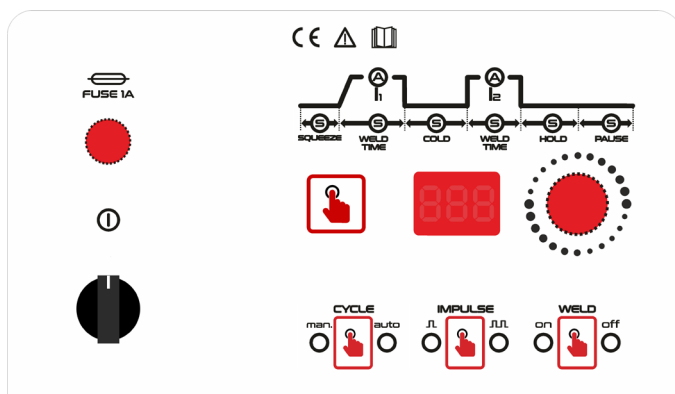 CE
FUSE 1A
A A
I1 I2
S S S S S S
SQUEEZE WELD TIME COLD WELD TIME HOLD PAUSE
888
CYCLE IMPULSE WELD
man. auto on off